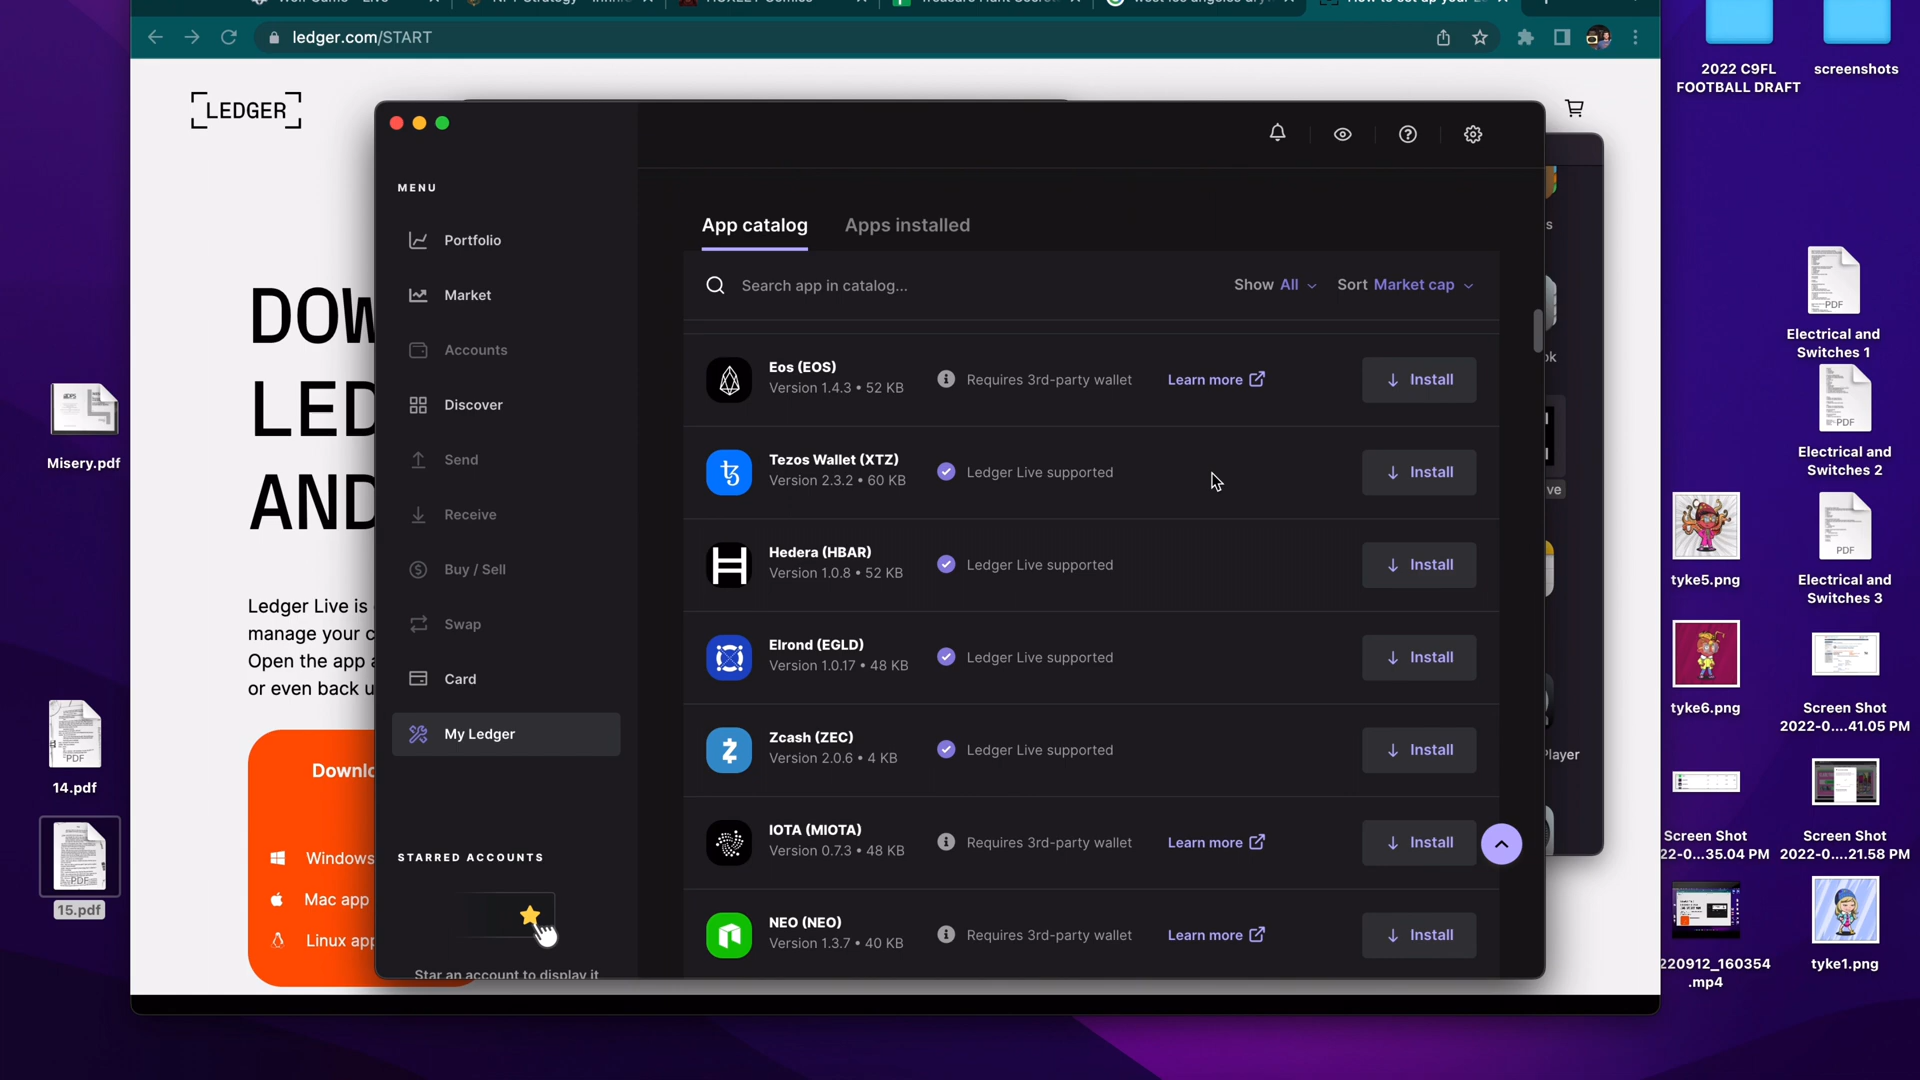 ledger.com/START
LEDGER
DOW
LED
AND
Ledger Live is
manage your c
Open the app a
or even back u
Downlo
Windows
Mac app
Linux app
MENU
Portfolio
Market
Accounts
Discover
Send
Receive
Buy / Sell
Swap
Card
My Ledger
STARRED ACCOUNTS
Star an account to display it
App catalog
Apps installed
Search app in catalog...
Show All
Sort Market cap
Eos (EOS)
Version 1.4.3 • 52 KB
Requires 3rd-party wallet
Learn more
Install
Tezos Wallet (XTZ)
Version 2.3.2 • 60 KB
Ledger Live supported
Install
Hedera (HBAR)
Version 1.0.8 • 52 KB
Ledger Live supported
Install
Elrond (EGLD)
Version 1.0.17 • 48 KB
Ledger Live supported
Install
Zcash (ZEC)
Version 2.0.6 • 4 KB
Ledger Live supported
Install
IOTA (MIOTA)
Version 0.7.3 • 48 KB
Requires 3rd-party wallet
Learn more
Install
NEO (NEO)
Version 1.3.7 • 40 KB
Requires 3rd-party wallet
Learn more
Install
s
ok
ve
Player
Misery.pdf
PDF
14.pdf
PDF
15.pdf
2022 C9FL
FOOTBALL DRAFT
screenshots
PDF
Electrical and
Switches 1
PDF
Electrical and
Switches 2
PDF
Electrical and
Switches 3
tyke5.png
tyke6.png
Screen Shot
2022-0....41.05 PM
Screen Shot
22-0...35.04 PM
Screen Shot
2022-0....21.58 PM
220912_160354
.mp4
tyke1.png